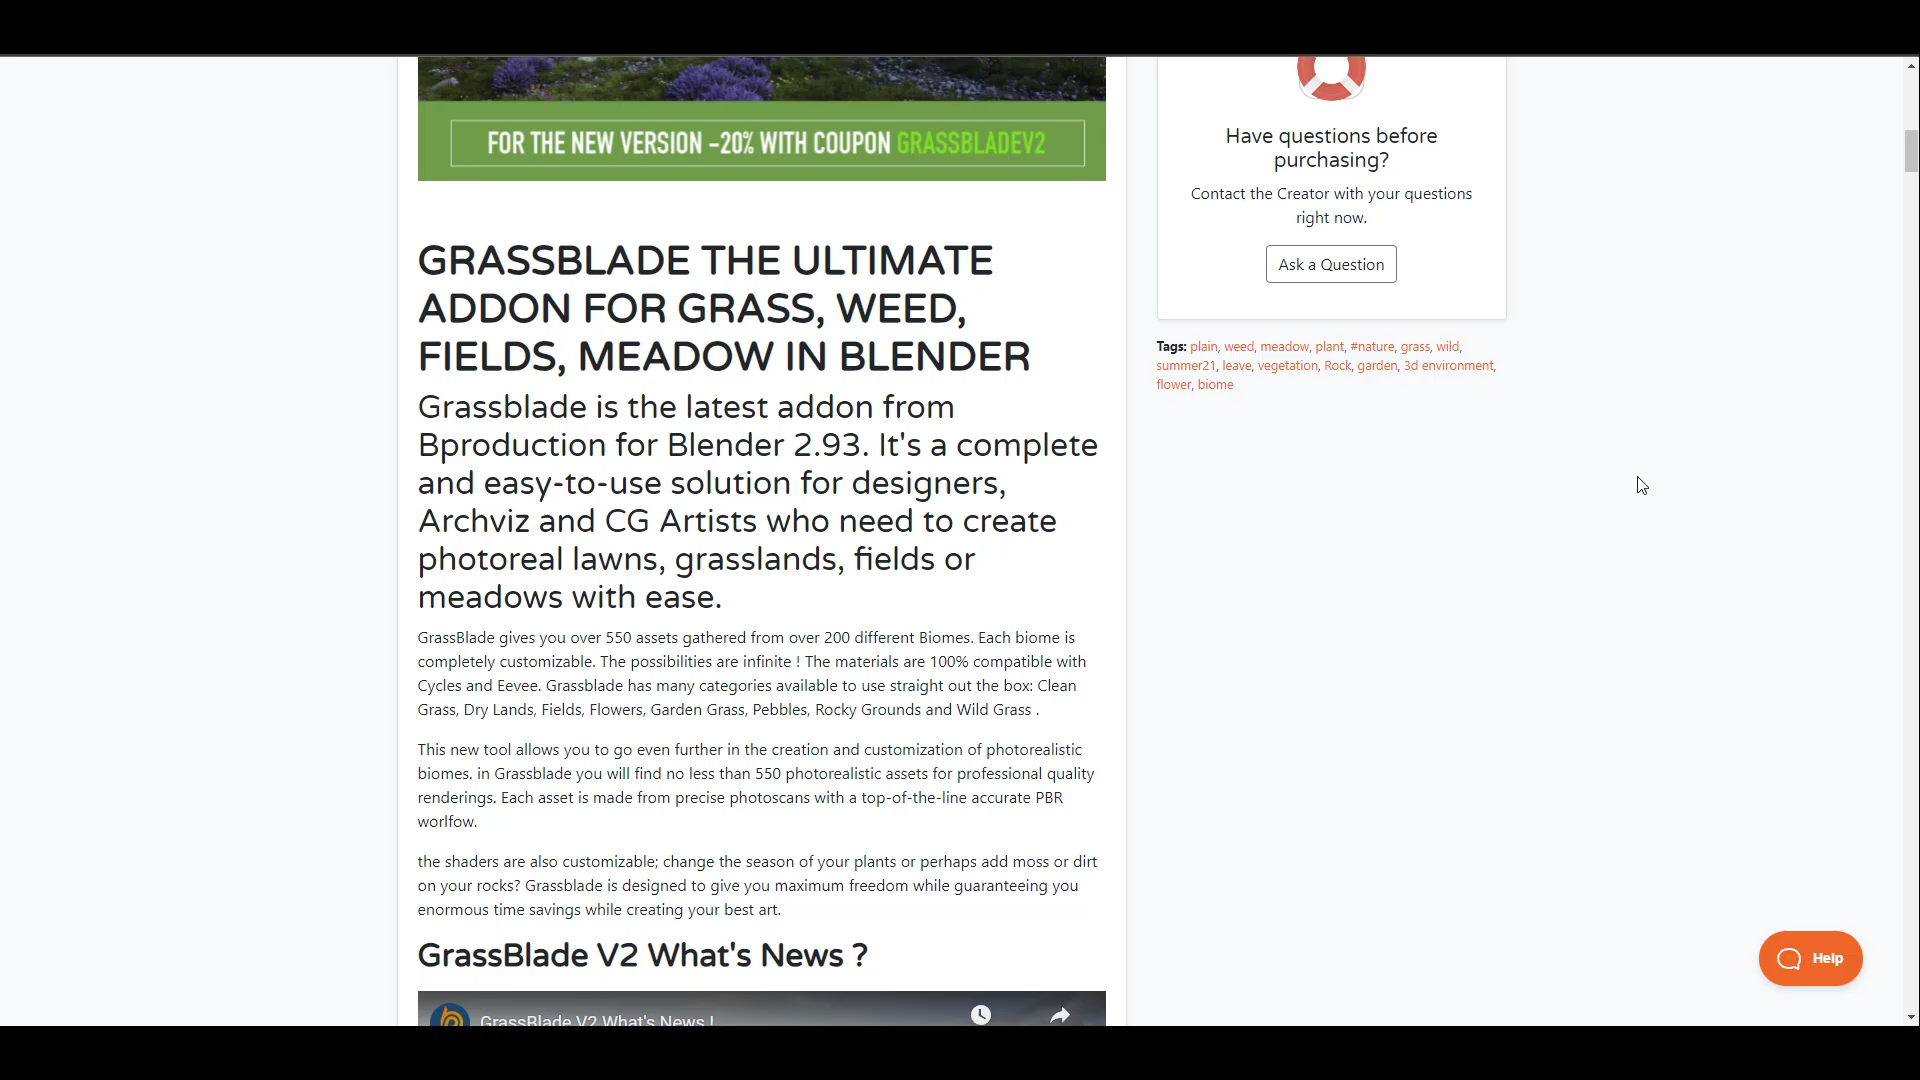 FOR THE NEW VERSION -20% WITH COUPON GRASSBLADEV2
GRASSBLADE THE ULTIMATE
ADDON FOR GRASS, WEED,
FIELDS, MEADOW IN BLENDER
Grassblade is the latest addon from
Bproduction for Blender 2.93. It's a complete
and easy-to-use solution for designers,
Archviz and CG Artists who need to create
photoreal lawns, grasslands, fields or
meadows with ease.
GrassBlade gives you over 550 assets gathered from over 200 different Biomes. Each biome is
completely customizable. The possibilities are infinite ! The materials are 100% compatible with
Cycles and Eevee. Grassblade has many categories available to use straight out the box: Clean
Grass, Dry Lands, Fields, Flowers, Garden Grass, Pebbles, Rocky Grounds and Wild Grass .
This new tool allows you to go even further in the creation and customization of photorealistic
biomes. in Grassblade you will find no less than 550 photorealistic assets for professional quality
renderings. Each asset is made from precise photoscans with a top-of-the-line accurate PBR
worlfow.
the shaders are also customizable; change the season of your plants or perhaps add moss or dirt
on your rocks? Grassblade is designed to give you maximum freedom while guaranteeing you
enormous time savings while creating your best art.
GrassBlade V2 What's News ?
GrassBlade V2 What's News !
Have questions before
purchasing?
Contact the Creator with your questions
right now.
Ask a Question
Tags: plain, weed, meadow, plant, #nature, grass, wild,
summer21, leave, vegetation, Rock, garden, 3d environment,
flower, biome
Help